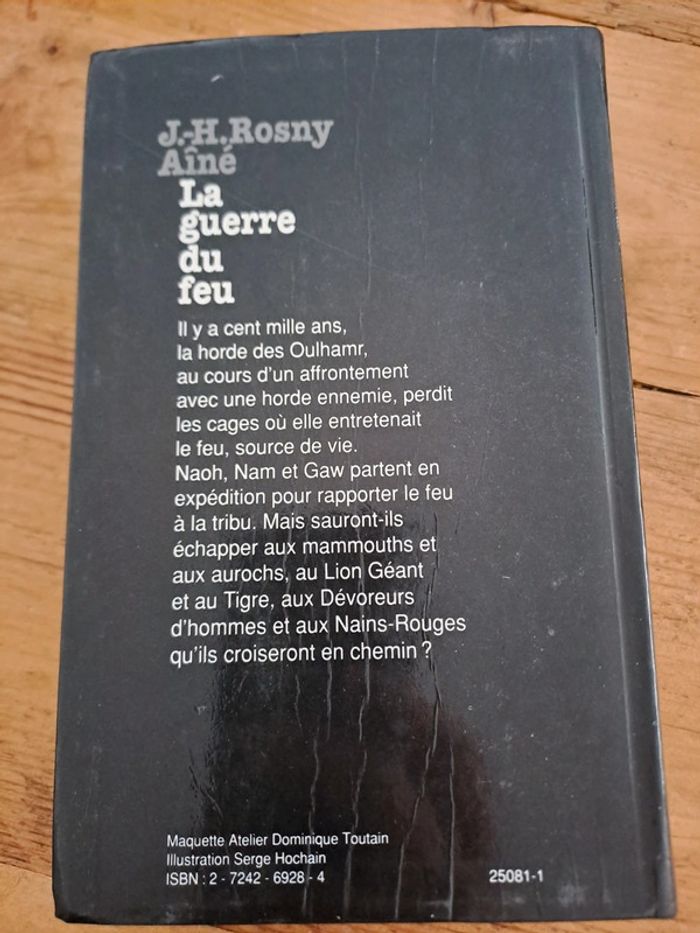 J.-H. Rosny
Aîné
La
guerre
du
feu
Il y a cent mille ans,
la horde des Oulhamr,
au cours d'un affrontement
avec une horde ennemie, perdit
les cages où elle entretenait
le feu, source de vie.
Naoh, Nam et Gaw partent en
expédition pour rapporter le feu
à la tribu. Mais sauront-ils
échapper aux mammouths et
aux aurochs, au Lion Géant
et au Tigre, aux Dévoreurs
d'hommes et aux Nains-Rouges
qu'ils croiseront en chemin ?
Maquette Atelier Dominique Toutain
Illustration Serge Hochain
ISBN : 2 - 7242 - 6928 - 4 25081-1